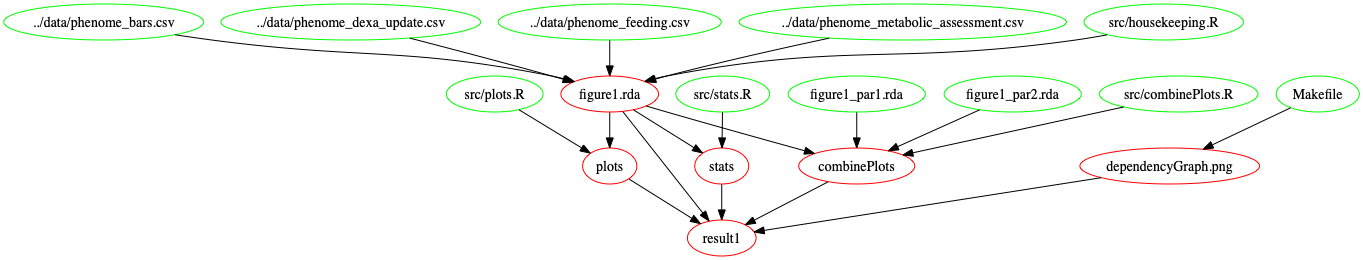 ../data/phenome_bars.csv
../data/phenome_dexa_update.csv
../data/phenome_feeding.csv
../data/phenome_metabolic_assessment.csv
src/housekeeping.R
src/plots.R
figure1.rda
src/stats.R
figure1_par1.rda
figure1_par2.rda
src/combinePlots.R
Makefile
plots
stats
combinePlots
dependencyGraph.png
result1